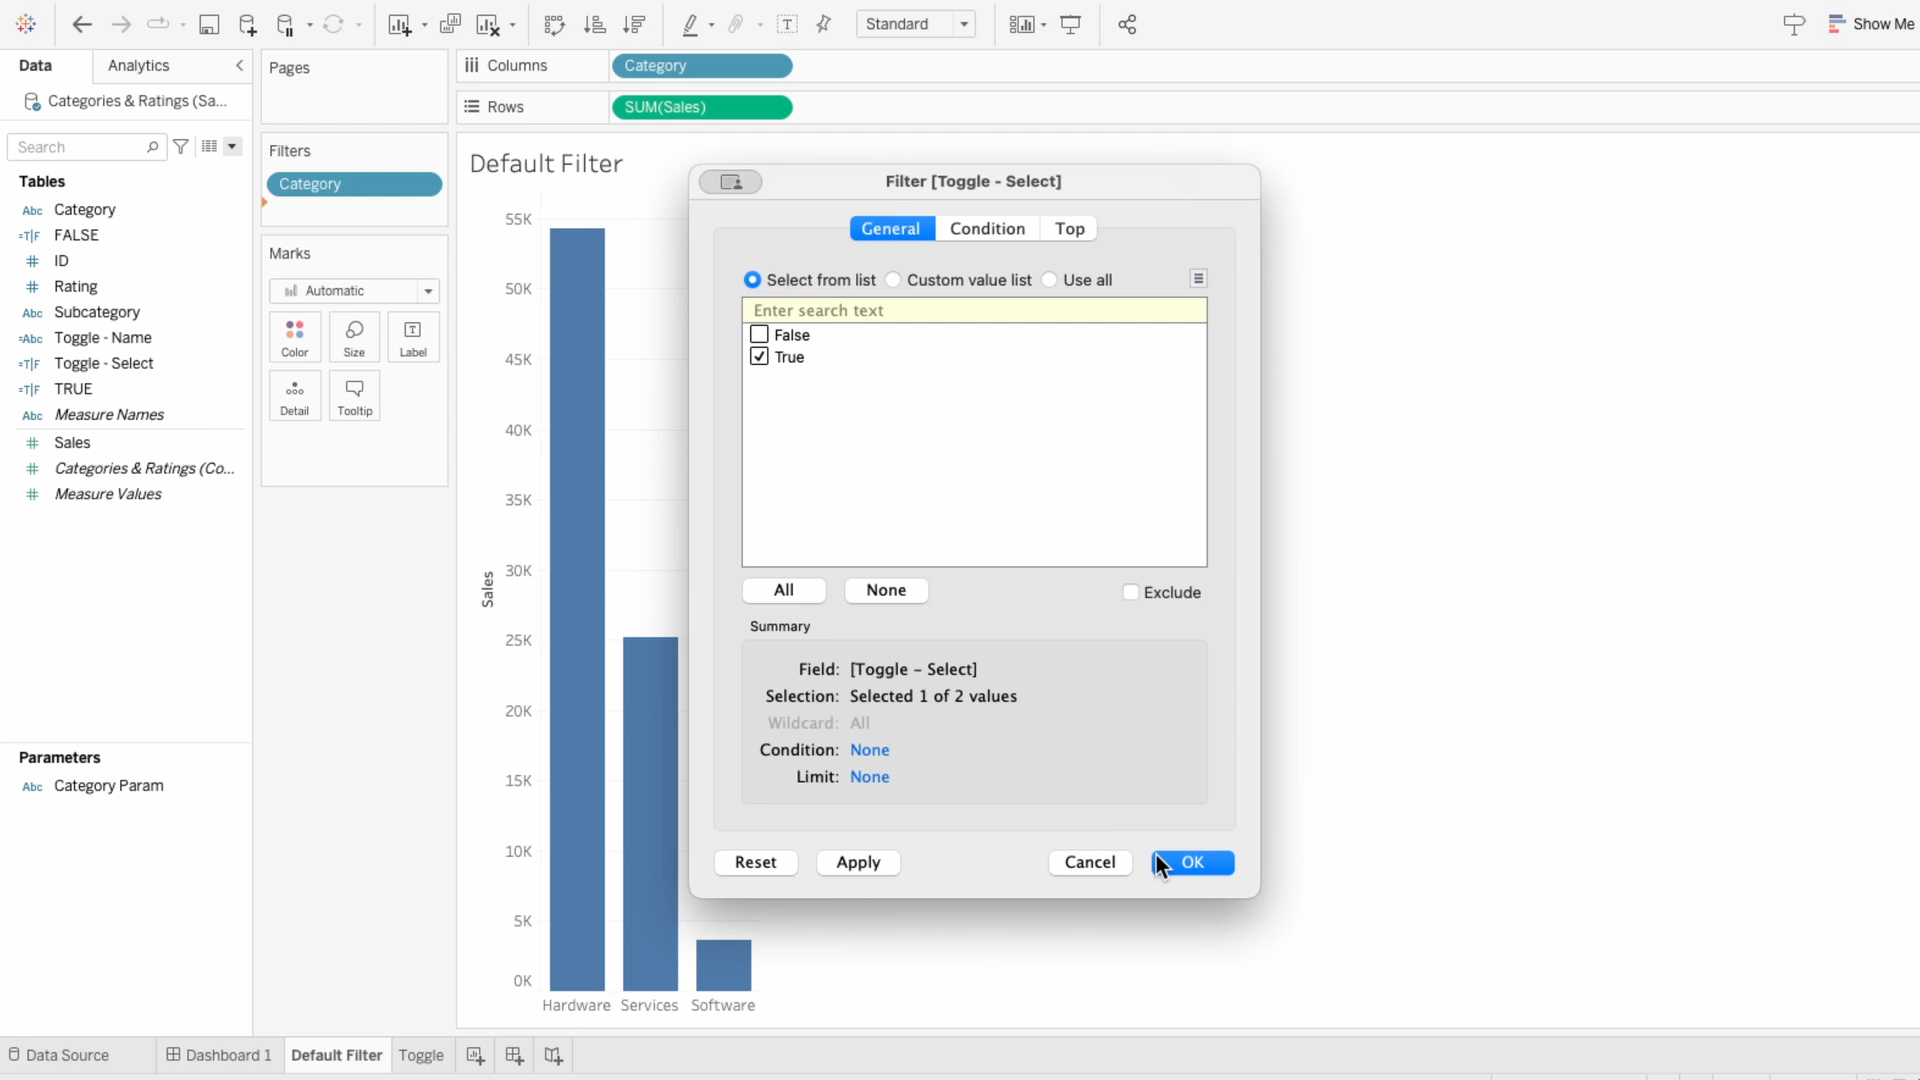 Standard
Show Me
Data
Analytics
Categories & Ratings (Sa...
Search
Tables
Abc Category
=T|F FALSE
# ID
# Rating
Abc Subcategory
=Abc Toggle - Name
=T|F Toggle - Select
=T|F TRUE
Abc Measure Names
# Sales
# Categories & Ratings (Co...
# Measure Values
Parameters
Abc Category Param
Pages
Filters
Category
Marks
Automatic
Color
Size
Label
Detail
Tooltip
Columns
Category
Rows
SUM(Sales)
Default Filter
55K
50K
45K
40K
35K
30K
25K
20K
15K
10K
5K
0K
Sales
Hardware Services Software
Filter [Toggle - Select]
General Condition Top
Select from list Custom value list Use all
Enter search text
False
True
All None Exclude
Summary
Field: [Toggle - Select]
Selection: Selected 1 of 2 values
Wildcard: All
Condition: None
Limit: None
Reset Apply Cancel OK
Data Source
Dashboard 1
Default Filter
Toggle